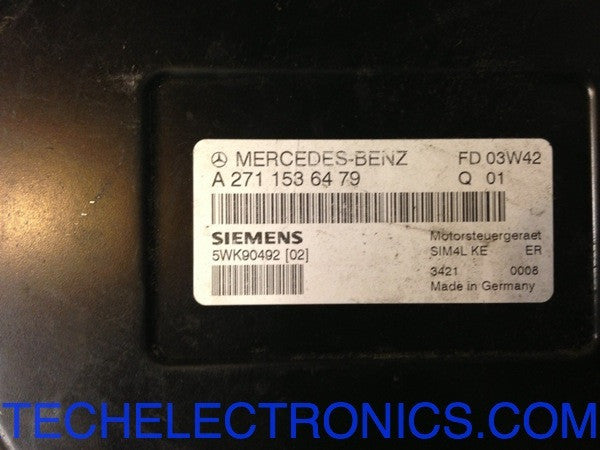 MERCEDES-BENZ FD 03W42
A 271 153 64 79 Q 01
SIEMENS Motorsteuergeraet
5WK90492 [02] SIM4L KE ER
3421 0008
Made in Germany
TECHELECTRONICS.COM